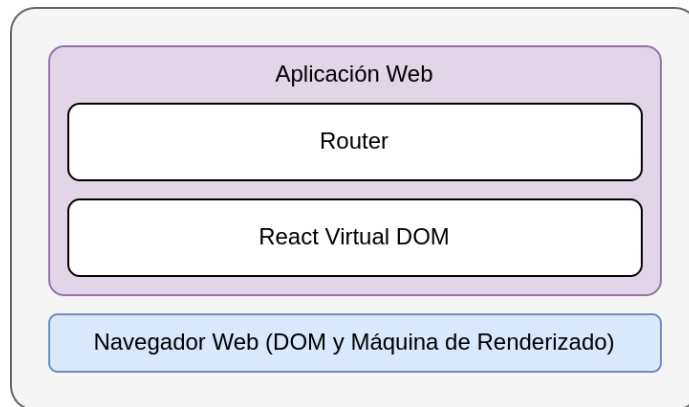 Aplicación Web
Router
React Virtual DOM
Navegador Web (DOM y Máquina de Renderizado)